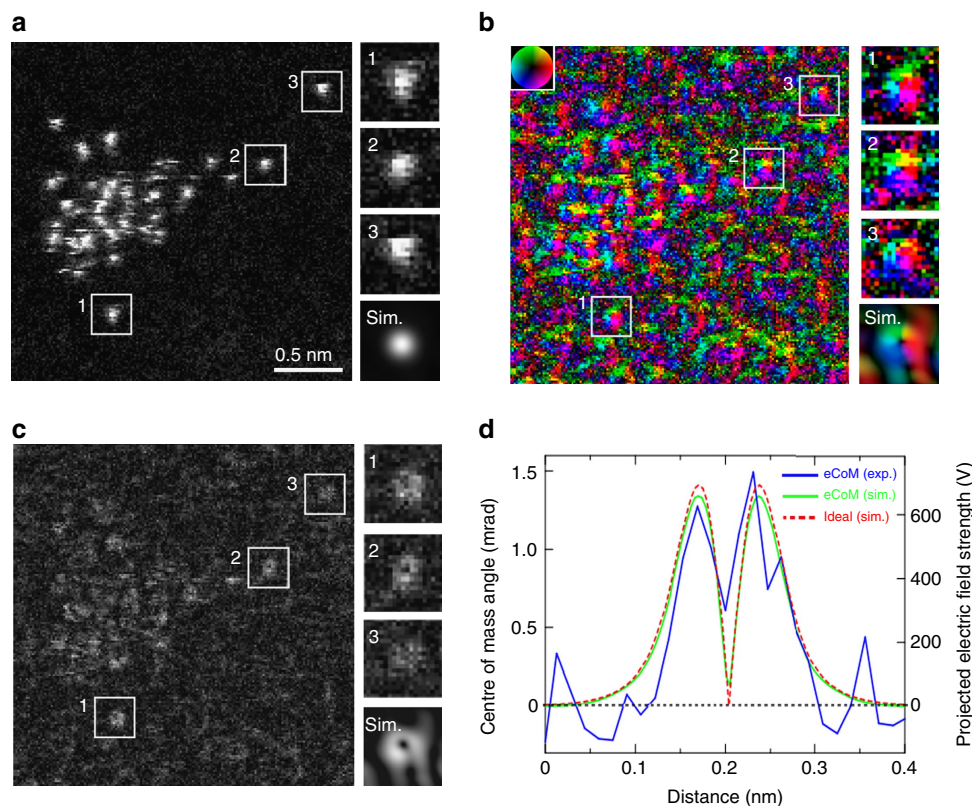 a
3
2
1
0.5 nm
1
2
3
Sim.
b
3
2
1
1
2
3
Sim.
c
3
2
1
1
2
3
Sim.
d
1.5
1.0
0.5
0
Centre of mass angle (mrad)
eCoM (exp.)
eCoM (sim.)
Ideal (sim.)
600
400
200
0
Projected electric field strength (V)
0 0.1 0.2 0.3 0.4
Distance (nm)